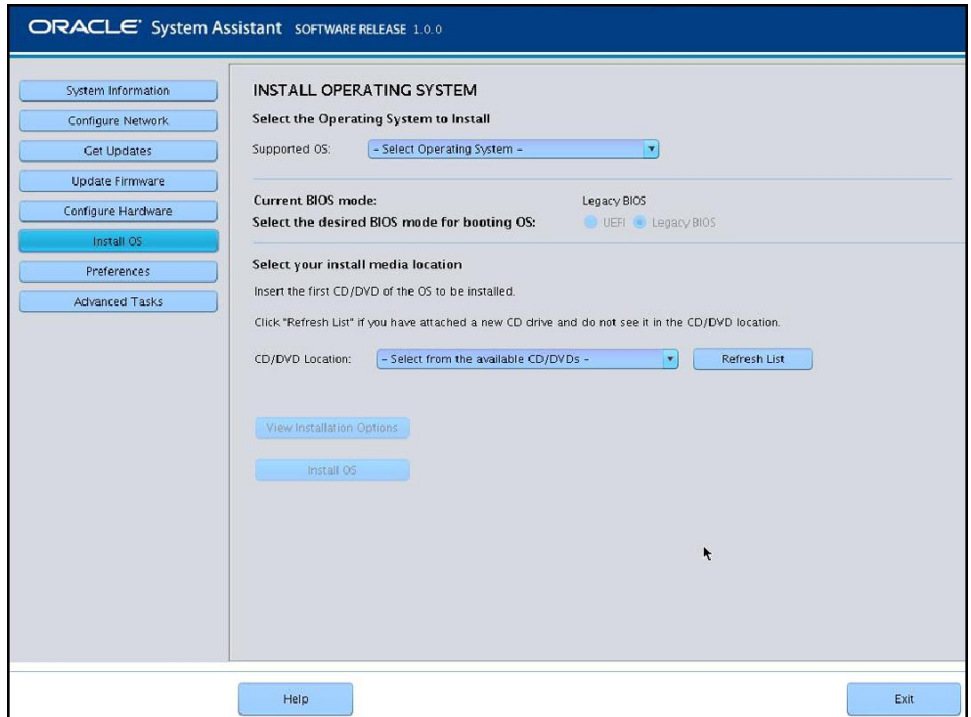 ORACLE System Assistant SOFTWARE RELEASE 1.0.0
System Information
Configure Network
Get Updates
Update Firmware
Configure Hardware
Install OS
Preferences
Advanced Tasks
INSTALL OPERATING SYSTEM
Select the Operating System to Install
Supported OS: - Select Operating System -
Current BIOS mode: Legacy BIOS
Select the desired BIOS mode for booting OS: UEFI Legacy BIOS
Select your install media location
Insert the first CD/DVD of the OS to be installed.
Click "Refresh List" if you have attached a new CD drive and do not see it in the CD/DVD location.
CD/DVD Location: - Select from the available CD/DVDs - Refresh List
View Installation Options
Install OS
Help Exit